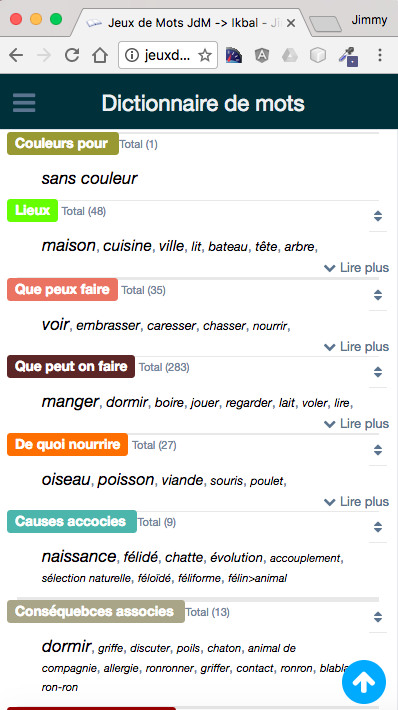 Jeux de Mots JdM -> Ikbal - Ji
Jimmy
jeuxd...
Dictionnaire de mots
Couleurs pour Total (1)
sans couleur
Lieux Total (48)
maison, cuisine, ville, lit, bateau, tête, arbre,
Lire plus
Que peux faire Total (35)
voir, embrasser, caresser, chasser, nourrir,
Lire plus
Que peut on faire Total (283)
manger, dormir, boire, jouer, regarder, lait, voler, lire,
Lire plus
De quoi nourrire Total (27)
oiseau, poisson, viande, souris, poulet,
Lire plus
Causes accocies Total (9)
naissance, félidé, chatte, évolution, accouplement,
sélection naturelle, féloïdé, féliforme, félin>animal
Conséquebces associes Total (13)
dormir, griffe, discuter, poils, chaton, animal de
compagnie, allergie, ronronner, griffer, contact, ronron, blabla
ron-ron